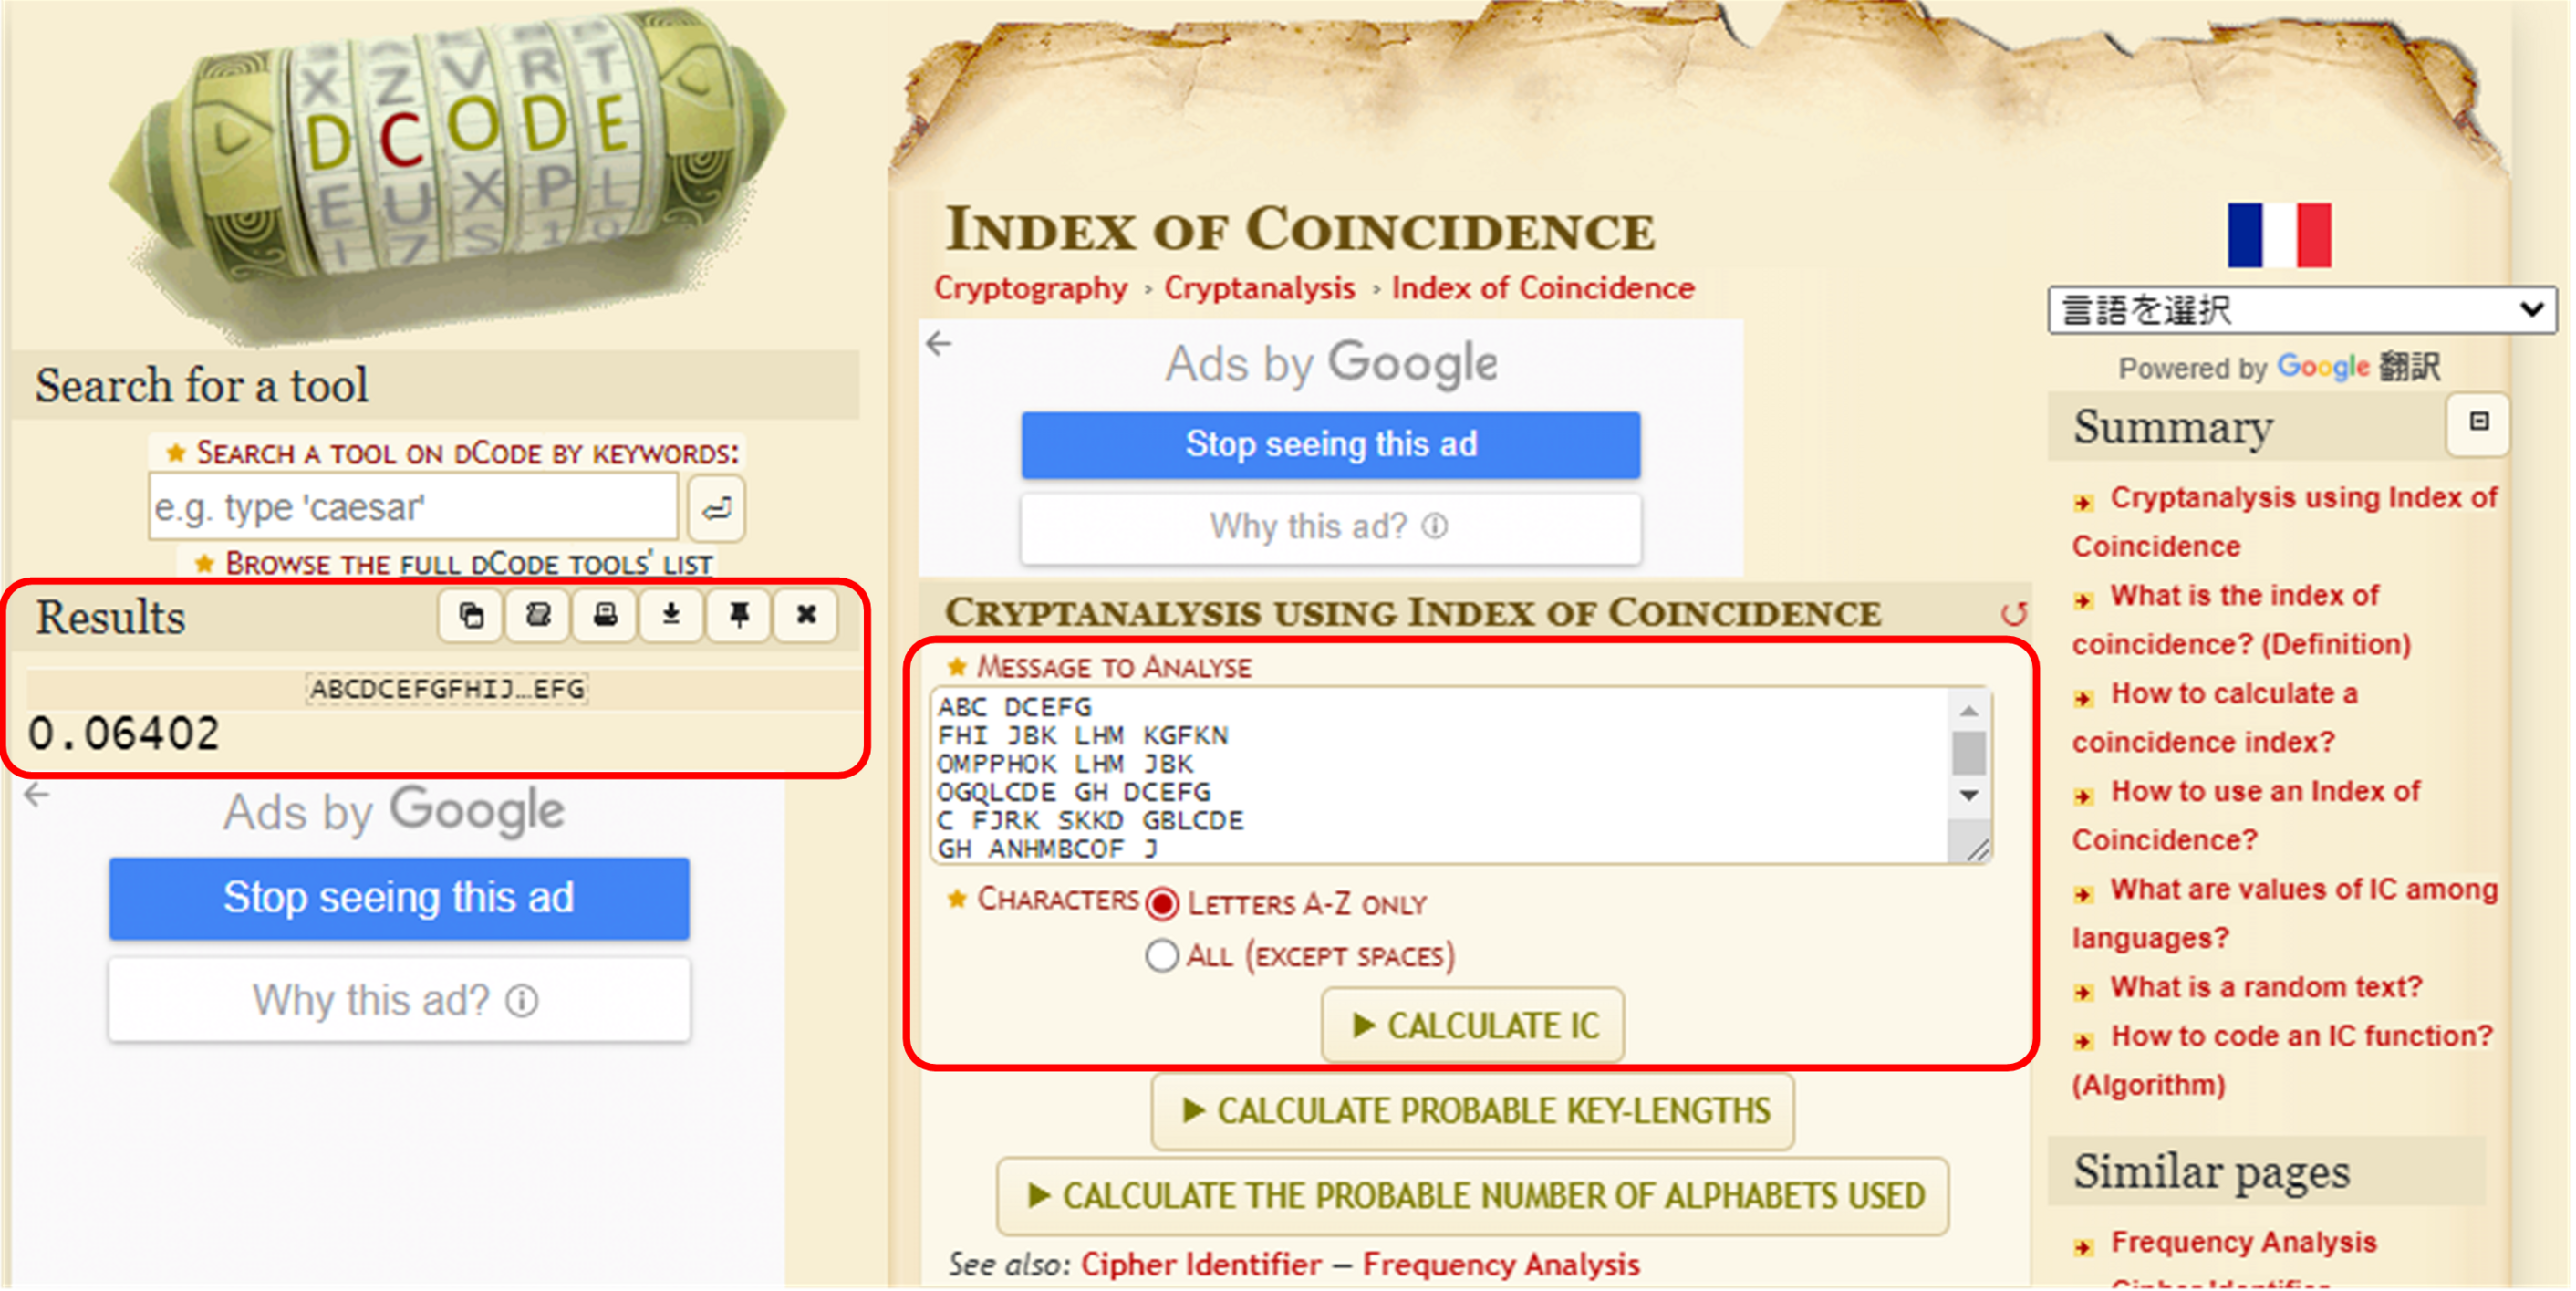 X Z V R T
D C O D E
E U X P L
Search for a tool
SEARCH A TOOL ON DCODE BY KEYWORDS:
e.g. type 'caesar'
BROWSE THE FULL DCODE TOOLS' LIST
Results
ABCDCEFGFHIJ…EFG
0.06402
Ads by Google
Stop seeing this ad
Why this ad?
INDEX OF COINCIDENCE
Cryptography › Cryptanalysis › Index of Coincidence
Ads by Google
Stop seeing this ad
Why this ad?
CRYPTANALYSIS USING INDEX OF COINCIDENCE
MESSAGE TO ANALYSE
ABC DCEFG
FHI JBK LHM KGFKN
OMPPHOK LHM JBK
OGQLCDE GH DCEFG
C FJRK SKKD GBLCDE
GH ANHMBCOF J
CHARACTERS LETTERS A-Z ONLY
ALL (EXCEPT SPACES)
CALCULATE IC
CALCULATE PROBABLE KEY-LENGTHS
CALCULATE THE PROBABLE NUMBER OF ALPHABETS USED
See also: Cipher Identifier — Frequency Analysis
言語を選択
Powered by Google 翻訳
Summary
Cryptanalysis using Index of
Coincidence
What is the index of
coincidence? (Definition)
How to calculate a
coincidence index?
How to use an Index of
Coincidence?
What are values of IC among
languages?
What is a random text?
How to code an IC function?
(Algorithm)
Similar pages
Frequency Analysis